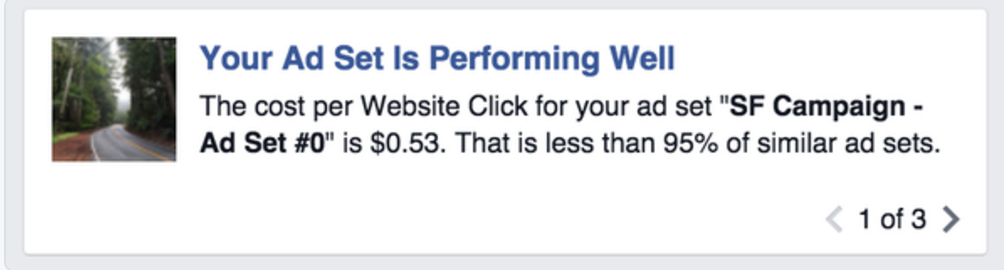 Your Ad Set Is Performing Well
The cost per Website Click for your ad set "SF Campaign -
Ad Set #0" is $0.53. That is less than 95% of similar ad sets.
1 of 3